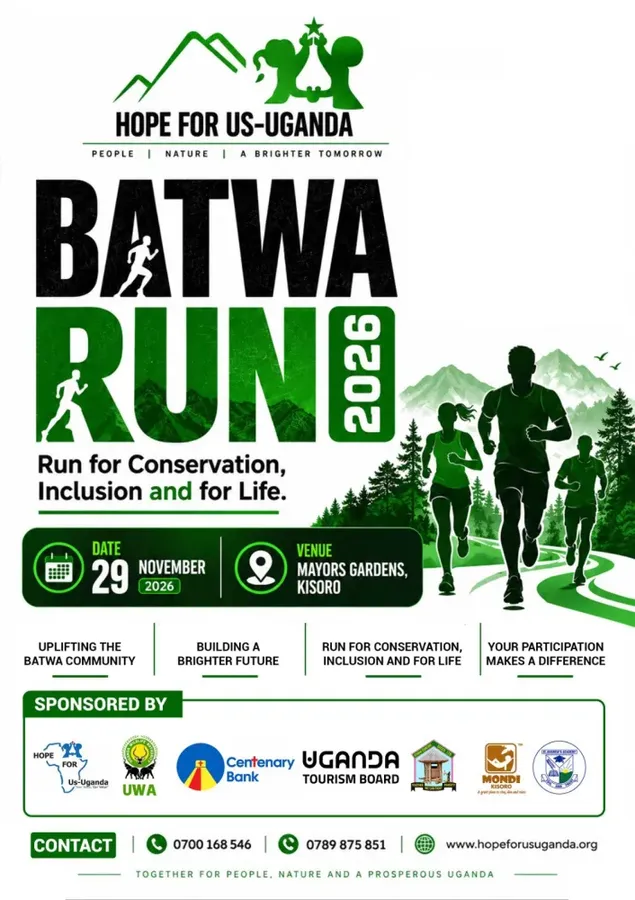 HOPE FOR US-UGANDA
PEOPLE | NATURE | A BRIGHTER TOMORROW
BATWA
RUN
2026
Run for Conservation,
Inclusion and for Life.
DATE
29 NOVEMBER
2026
VENUE
MAYORS GARDENS,
KISORO
UPLIFTING THE
BATWA COMMUNITY
BUILDING A
BRIGHTER FUTURE
RUN FOR CONSERVATION,
INCLUSION AND FOR LIFE
YOUR PARTICIPATION
MAKES A DIFFERENCE
SPONSORED BY
HOPE
FOR
Us-Uganda
UWA
Centenary
Bank
UGANDA
TOURISM BOARD
MONDI
KISORO
CONTACT
0700 168 546
0789 875 851
www.hopeforusuganda.org
TOGETHER FOR PEOPLE, NATURE AND A PROSPEROUS UGANDA